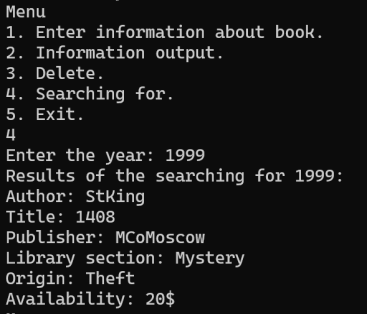 Menu
1. Enter information about book.
2. Information output.
3. Delete.
4. Searching for.
5. Exit.
4
Enter the year: 1999
Results of the searching for 1999:
Author: StKing
Title: 1408
Publisher: MCoMoscow
Library section: Mystery
Origin: Theft
Availability: 20$